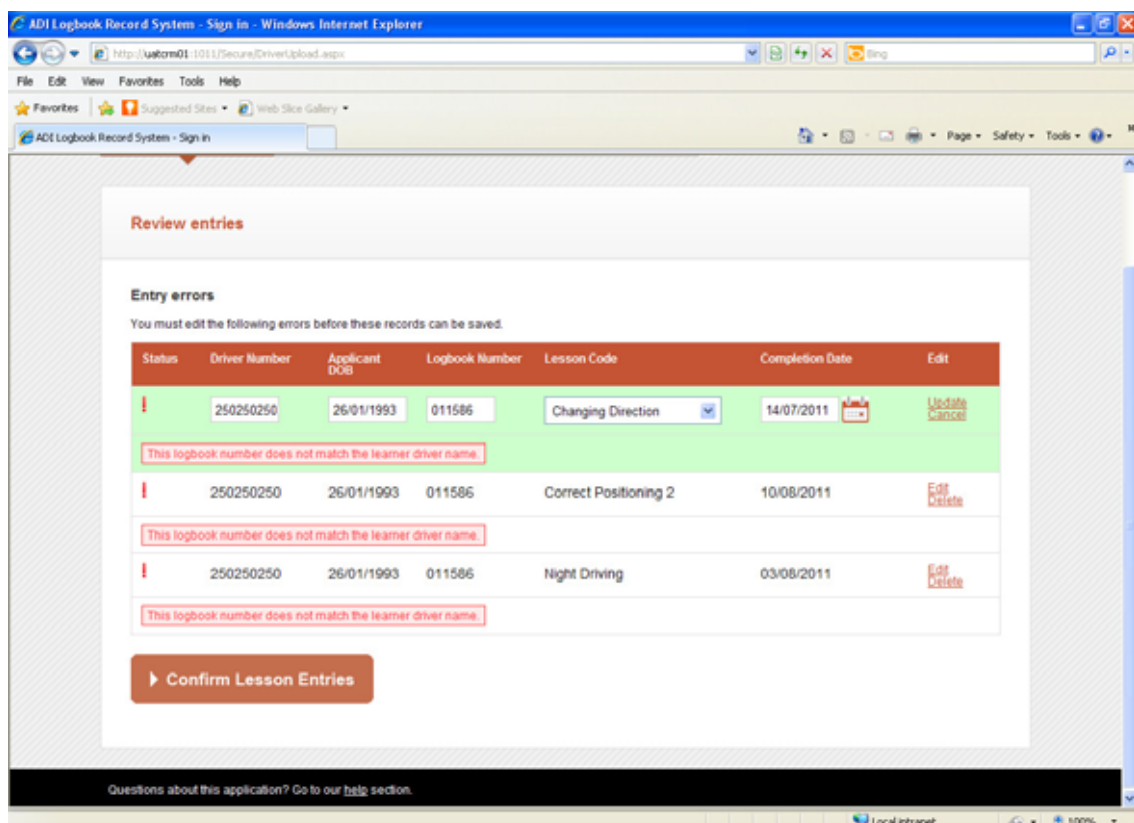 ADI Logbook Record System - Sign in - Windows Internet Explorer
http://uatcrm01:1011/Secure/DriverUpload.aspx
Bing
File Edit View Favorites Tools Help
Favorites Suggested Sites Web Slice Gallery
ADI Logbook Record System - Sign in Page Safety Tools
Review entries
Entry errors
You must edit the following errors before these records can be saved.
Status Driver Number Applicant DOB Logbook Number Lesson Code Completion Date Edit
! 250250250 26/01/1993 011586 Changing Direction 14/07/2011 Update Cancel
This logbook number does not match the learner driver name.
! 250250250 26/01/1993 011586 Correct Positioning 2 10/08/2011 Edit Delete
This logbook number does not match the learner driver name.
! 250250250 26/01/1993 011586 Night Driving 03/08/2011 Edit Delete
This logbook number does not match the learner driver name.
Confirm Lesson Entries
Questions about this application? Go to our help section.
Local intranet 100%